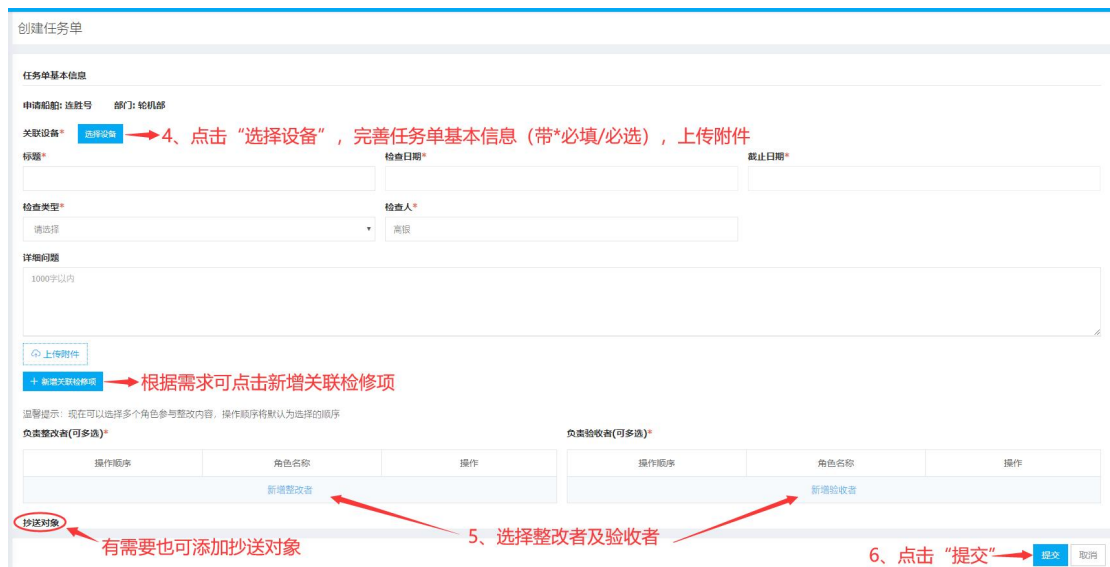 创建任务单
任务单基本信息
申请船舶: 连胜号 部门: 轮机部
关联设备* 选择设备 4、点击“选择设备”，完善任务单基本信息（带*必填/必选），上传附件
标题* 检查日期* 截止日期*
检查类型* 检查人*
请选择 高银
详细问题
1000字以内
上传附件
+ 新增关联检修项 根据需求可点击新增关联检修项
温馨提示：现在可以选择多个角色参与整改内容，操作顺序将默认为选择的顺序
负责整改者(可多选)* 负责验收者(可多选)*
操作顺序 角色名称 操作 操作顺序 角色名称 操作
新增整改者 新增验收者
抄送对象
有需要也可添加抄送对象
5、选择整改者及验收者
6、点击“提交” 提交 取消